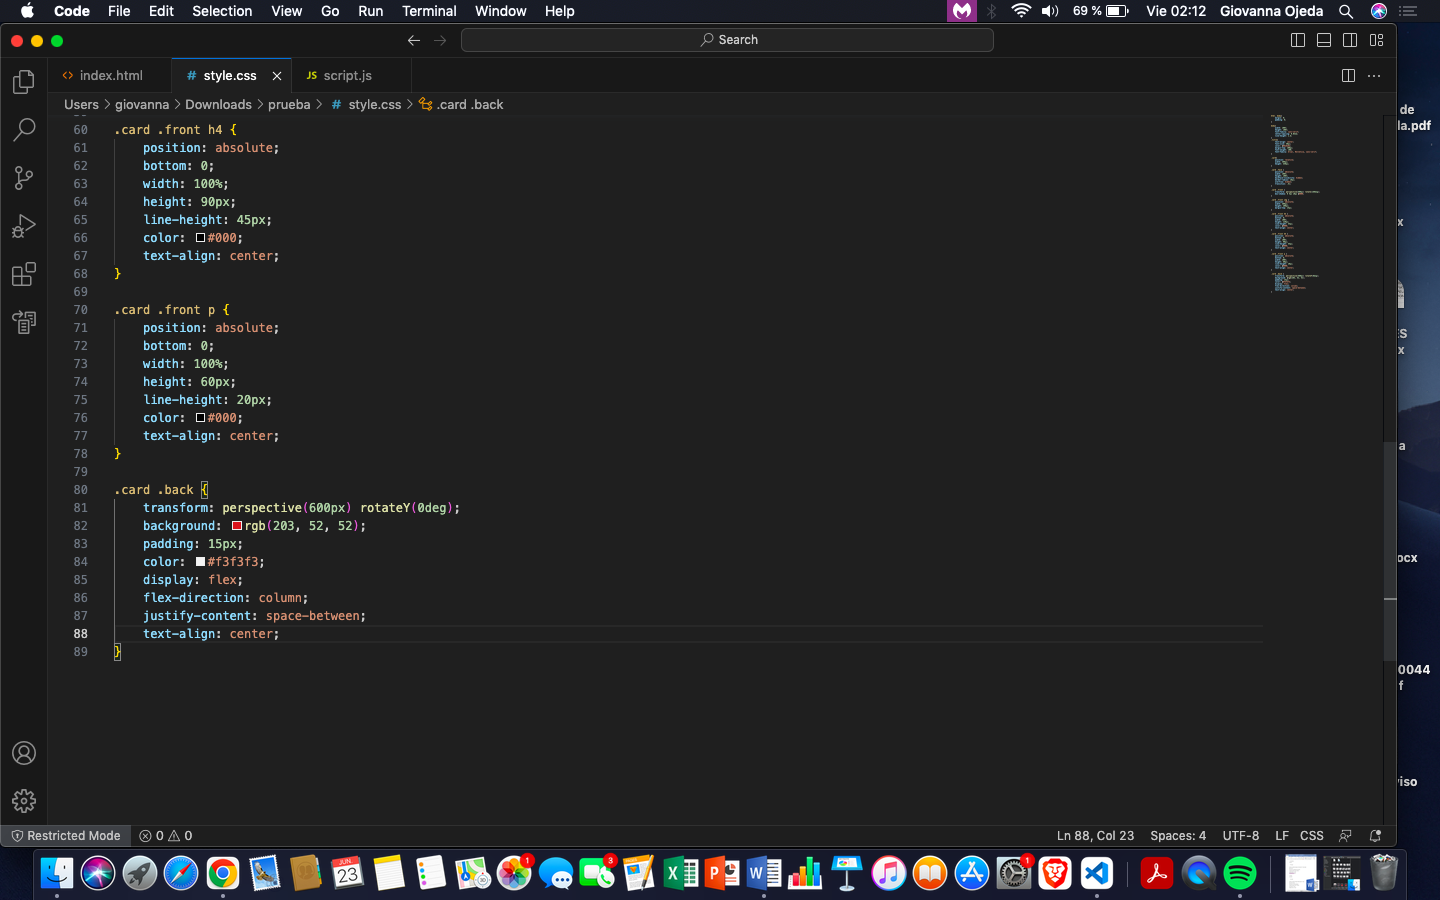 Code File Edit Selection View Go Run Terminal Window Help 69 % Vie 02:12 Giovanna Ojeda
Search
index.html # style.css JS script.js
Users > giovanna > Downloads > prueba > # style.css > .card .back
60 .card .front h4 {
61 position: absolute;
62 bottom: 0;
63 width: 100%;
64 height: 90px;
65 line-height: 45px;
66 color: #000;
67 text-align: center;
68 }
69
70 .card .front p {
71 position: absolute;
72 bottom: 0;
73 width: 100%;
74 height: 60px;
75 line-height: 20px;
76 color: #000;
77 text-align: center;
78 }
79
80 .card .back {
81 transform: perspective(600px) rotateY(0deg);
82 background: rgb(203, 52, 52);
83 padding: 15px;
84 color: #f3f3f3;
85 display: flex;
86 flex-direction: column;
87 justify-content: space-between;
88 text-align: center;
89 }
de
la.pdf
x
ES
x
a
ocx
0044
f
viso
Restricted Mode 0 0 Ln 88, Col 23 Spaces: 4 UTF-8 LF CSS
JUN
23
1
3
1